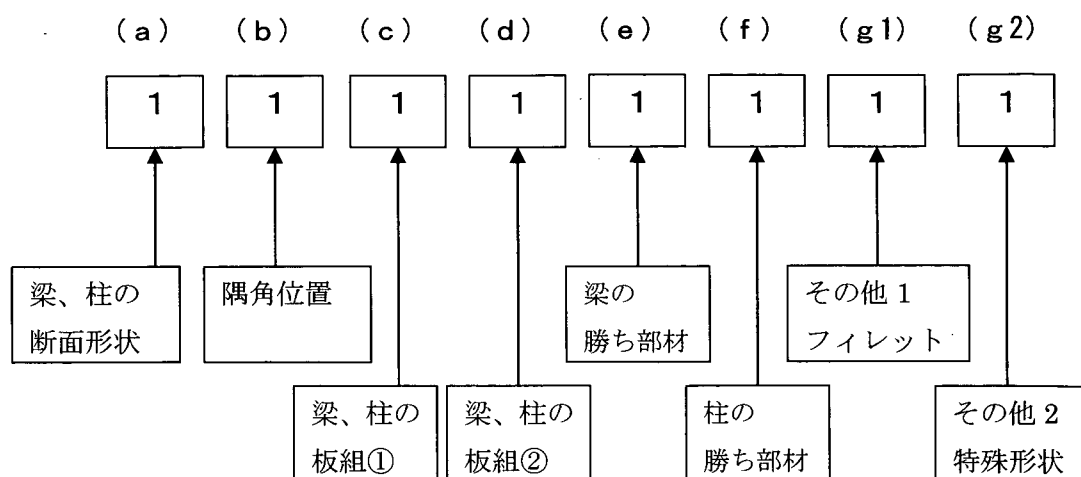 (a) (b) (c) (d) (e) (f) (g1) (g2)
1 1 1 1 1 1 1 1
梁、柱の
断面形状
隅角位置
梁の
勝ち部材
その他1
フィレット
梁、柱の
板組①
梁、柱の
板組②
柱の
勝ち部材
その他2
特殊形状